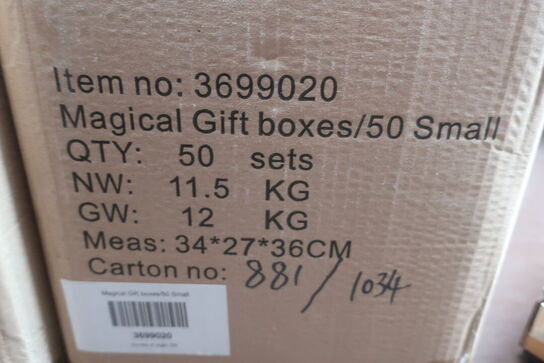 Item no: 3699020
Magical Gift boxes/50 Small
QTY: 50 sets
NW: 11.5 KG
GW: 12 KG
Meas: 34*27*36CM
Carton no: 881/1034
Magical Gift boxes/50 Small
3699020